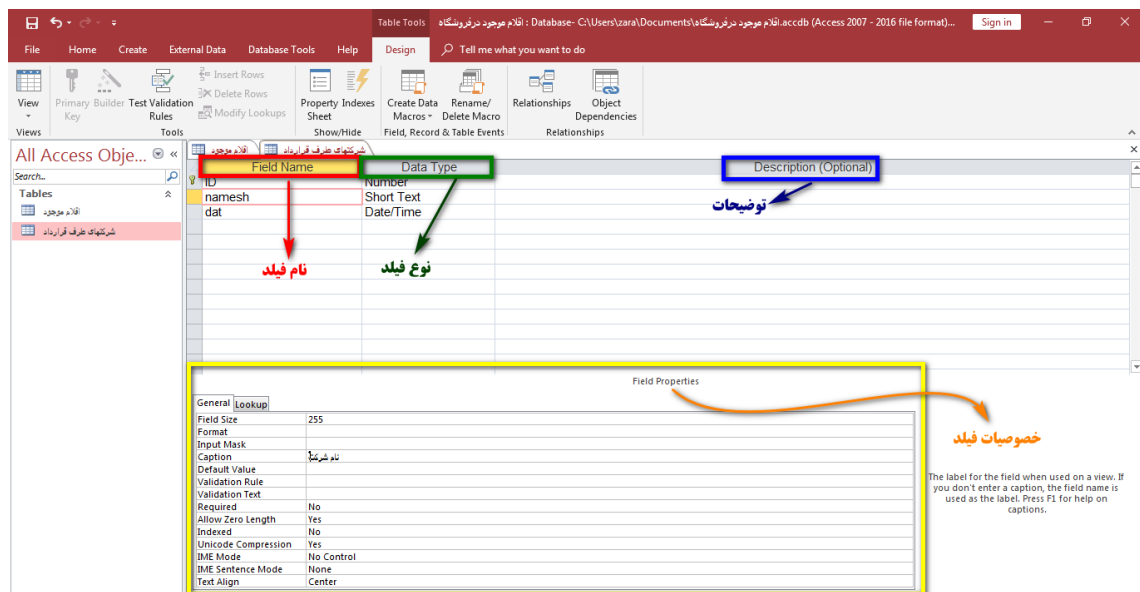 Table Tools
اقلام موجود درفروشگاه : Database- C:\Users\zara\Documents\اقلام موجود درفروشگاه.accdb (Access 2007 - 2016 file format)...
Sign in
File Home Create External Data Database Tools Help Design Tell me what you want to do
View
Primary Key
Builder
Test Validation Rules
Insert Rows
Delete Rows
Modify Lookups
Property Sheet
Indexes
Create Data Macros
Rename/ Delete Macro
Relationships
Object Dependencies
Views Tools Show/Hide Field, Record & Table Events Relationships
All Access Obje...
Search...
Tables
اقلام موجود
شرکتهای طرف قرارداد
اقلام موجود شرکتهای طرف قرارداد
Field Name Data Type Description (Optional)
ID Number
namesh Short Text
dat Date/Time
نام فیلد
نوع فیلد
توضیحات
Field Properties
General Lookup
Field Size 255
Format
Input Mask
Caption نام شرکت
Default Value
Validation Rule
Validation Text
Required No
Allow Zero Length Yes
Indexed No
Unicode Compression Yes
IME Mode No Control
IME Sentence Mode None
Text Align Center
خصوصیات فیلد
The label for the field when used on a view. If
you don't enter a caption, the field name is
used as the label. Press F1 for help on
captions.